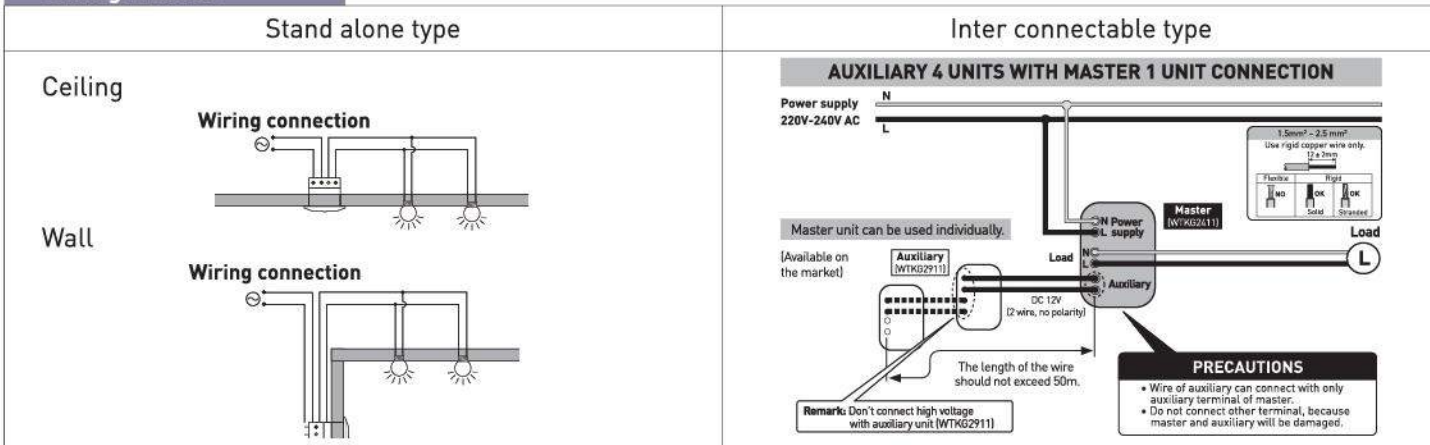 Stand alone type
Inter connectable type
Ceiling
Wiring connection
Wall
Wiring connection
AUXILIARY 4 UNITS WITH MASTER 1 UNIT CONNECTION
Power supply
220V-240V AC
N
L
1.5mm² - 2.5 mm²
Use rigid copper wire only.
12 ± 2mm
Flexible
Rigid
NO
OK
OK
Solid
Stranded
Master unit can be used individually.
(Available on
the market)
Auxiliary
(WTKG2911)
Master
(WTKG2411)
N Power
L supply
Load
N
L
Auxiliary
Load
L
DC 12V
(2 wire, no polarity)
The length of the wire
should not exceed 50m.
Remark: Don't connect high voltage
with auxiliary unit (WTKG2911)
PRECAUTIONS
• Wire of auxiliary can connect with only
auxiliary terminal of master.
• Do not connect other terminal, because
master and auxiliary will be damaged.